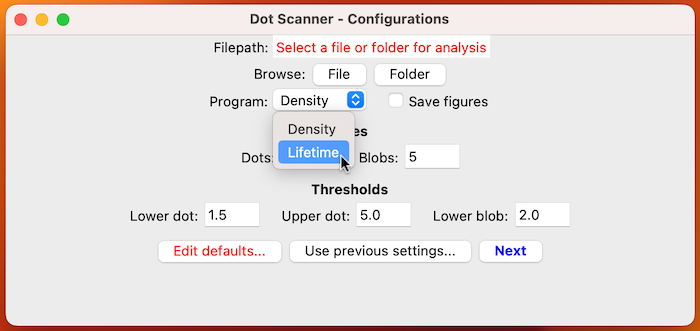 Dot Scanner - Configurations
Filepath: Select a file or folder for analysis
Browse: File Folder
Program: Density Save figures
Density
Lifetime
Dots: Blobs: 5
Thresholds
Lower dot: 1.5 Upper dot: 5.0 Lower blob: 2.0
Edit defaults... Use previous settings... Next